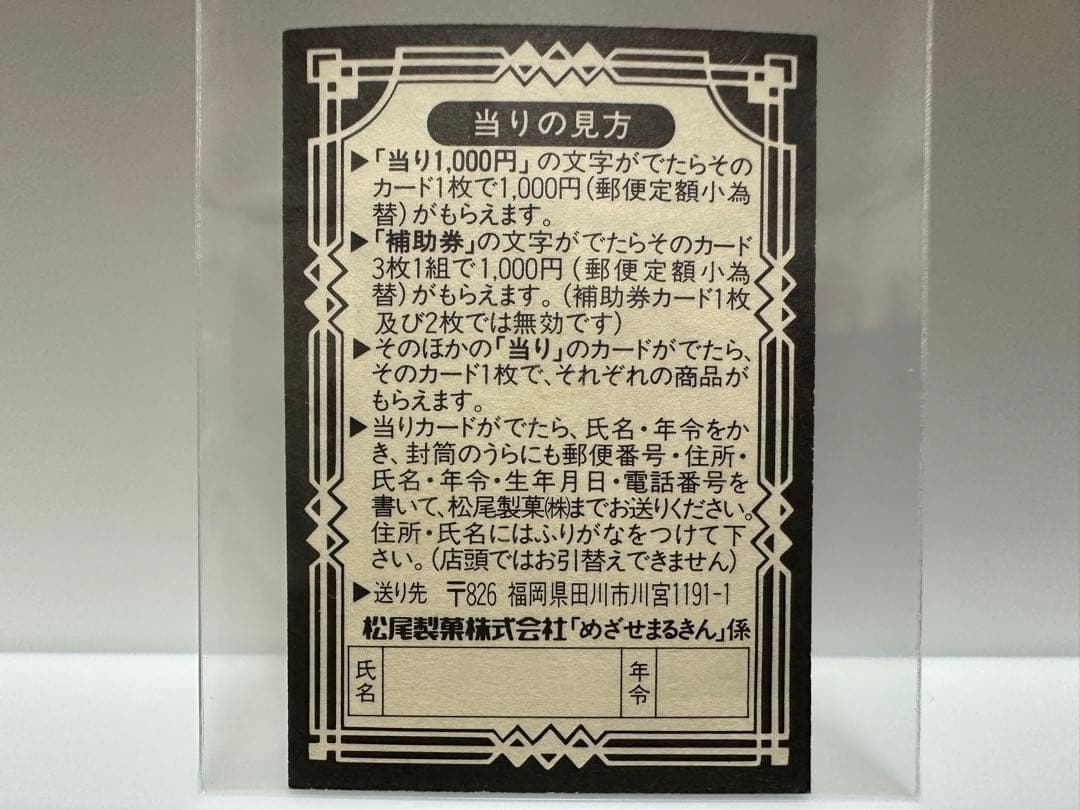 当りの見方
▶「当り1,000円」の文字がでたらその
カード1枚で1,000円(郵便定額小為
替)がもらえます。
▶「補助券」の文字がでたらそのカード
3枚1組で1,000円(郵便定額小為
替)がもらえます。(補助券カード1枚
及び2枚では無効です)
▶そのほかの「当り」のカードがでたら、
そのカード1枚で、それぞれの商品が
もらえます。
▶当りカードがでたら、氏名・年令をか
き、封筒のうらにも郵便番号・住所・
氏名・年令・生年月日・電話番号を
書いて、松尾製菓㈱までお送りください。
住所・氏名にはふりがなをつけて下
さい。(店頭ではお引替えできません)
▶送り先 〒826 福岡県田川市川宮1191-1
松尾製菓株式会社「めざせまるきん」係
氏名 年令